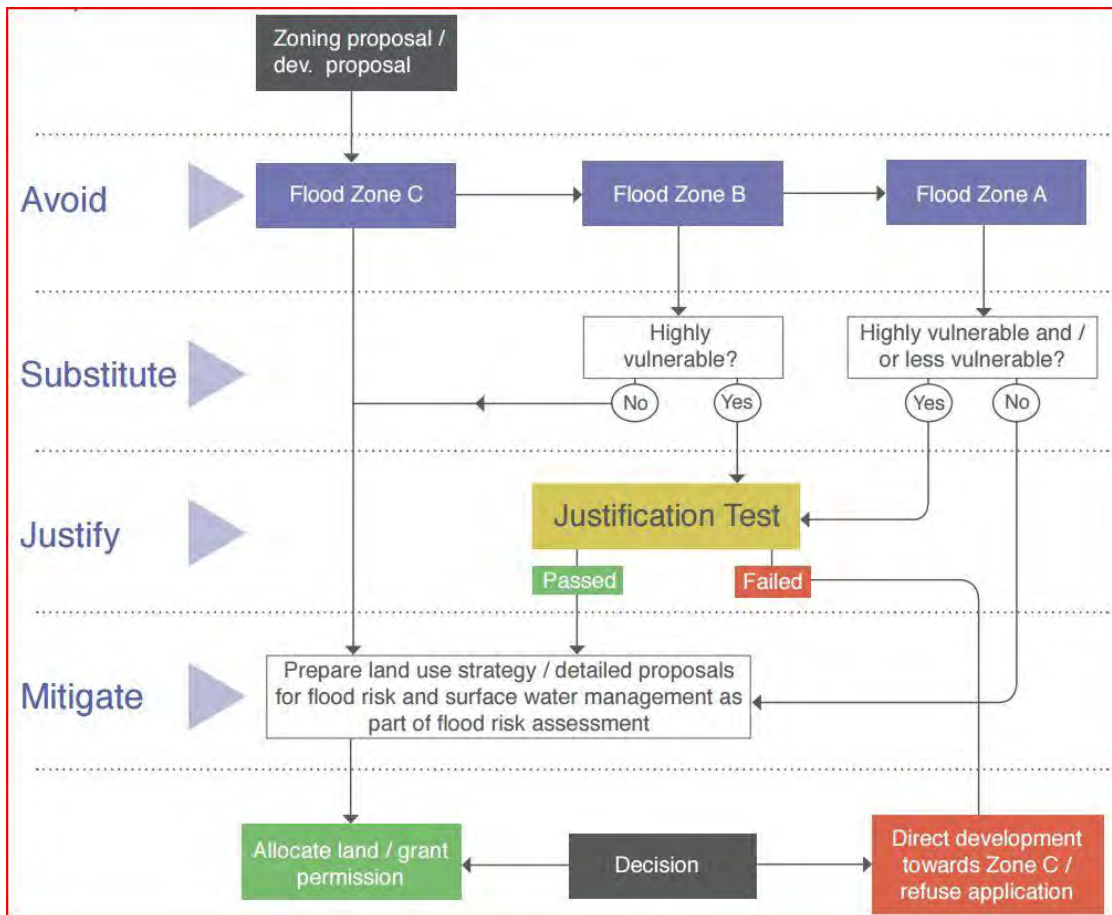 Zoning proposal /
dev. proposal
Avoid
Flood Zone C
Flood Zone B
Flood Zone A
Substitute
Highly
vulnerable?
Highly vulnerable and /
or less vulnerable?
No
Yes
Yes
No
Justify
Justification Test
Passed
Failed
Mitigate
Prepare land use strategy / detailed proposals
for flood risk and surface water management as
part of flood risk assessment
Allocate land / grant
permission
Decision
Direct development
towards Zone C /
refuse application